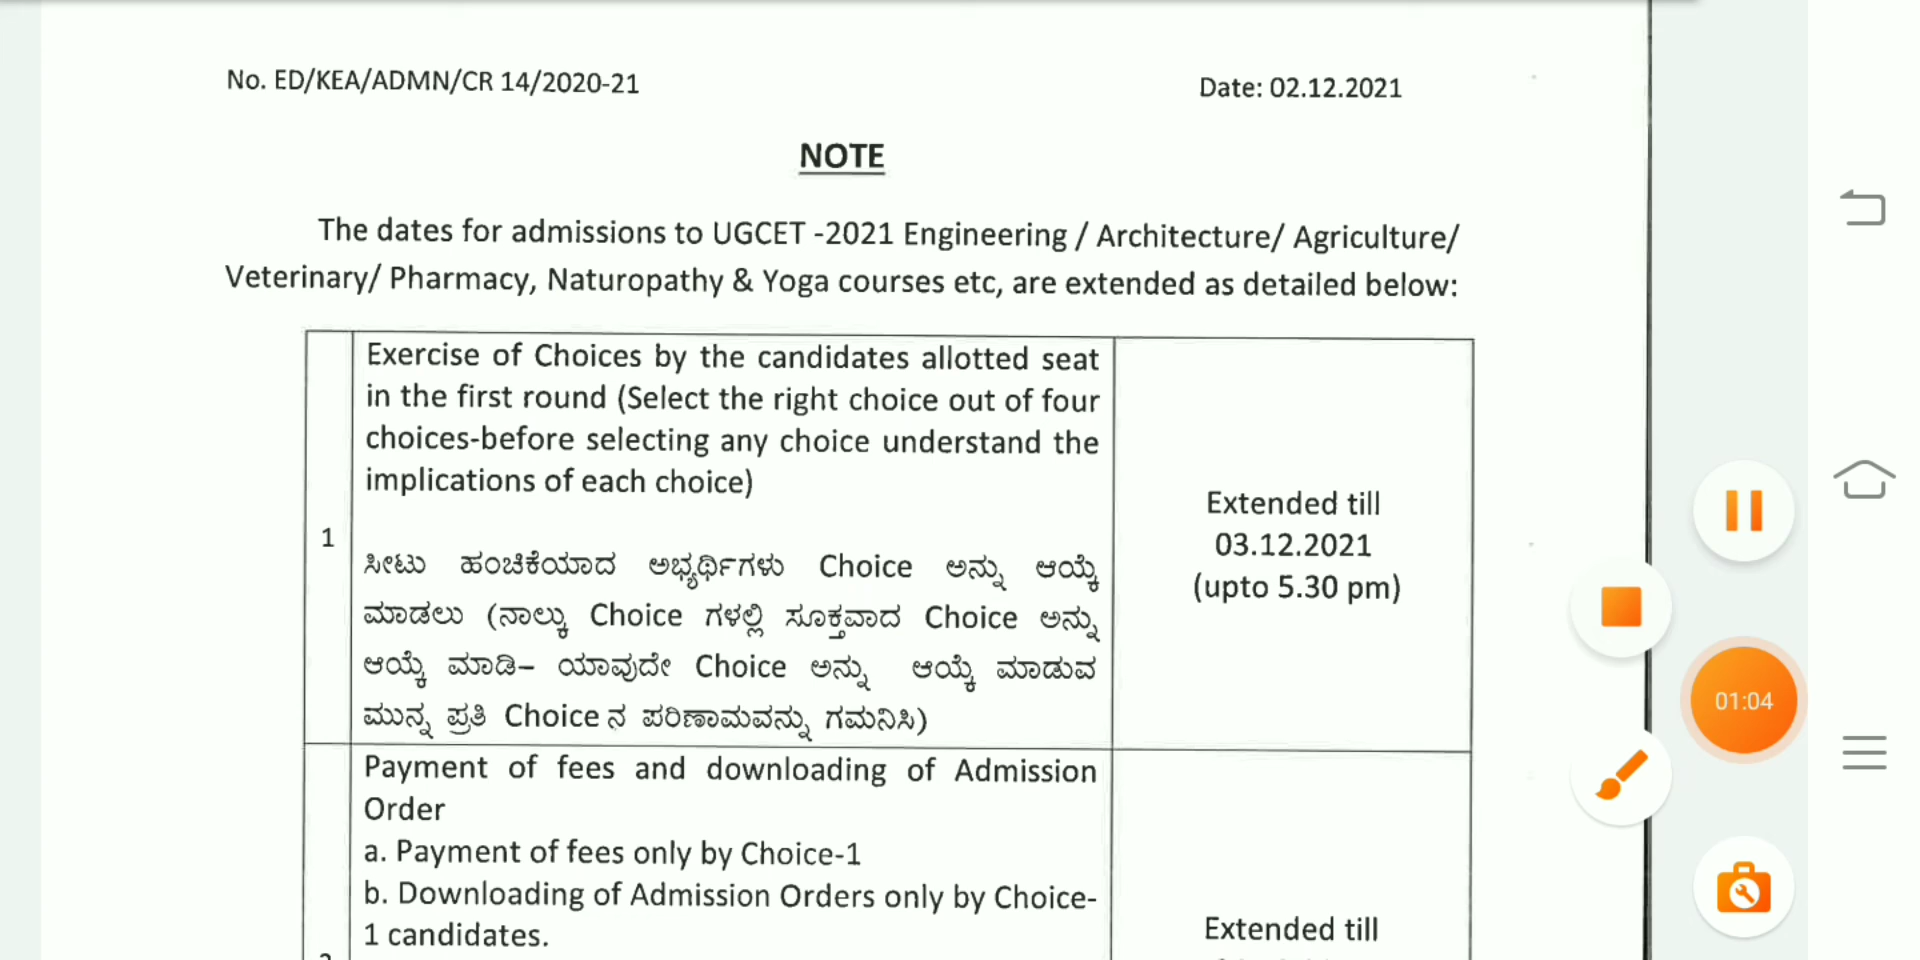 No. ED/KEA/ADMN/CR 14/2020-21
Date: 02.12.2021
NOTE
The dates for admissions to UGCET -2021 Engineering / Architecture/ Agriculture/
Veterinary/ Pharmacy, Naturopathy & Yoga courses etc, are extended as detailed below:
1
Exercise of Choices by the candidates allotted seat
in the first round (Select the right choice out of four
choices-before selecting any choice understand the
implications of each choice)
ಸೀಟು ಹಂಚಿಕೆಯಾದ ಅಭ್ಯರ್ಥಿಗಳು Choice ಅನ್ನು ಆಯ್ಕೆ
ಮಾಡಲು (ನಾಲ್ಕು Choice ಗಳಲ್ಲಿ ಸೂಕ್ತವಾದ Choice ಅನ್ನು
ಆಯ್ಕೆ ಮಾಡಿ– ಯಾವುದೇ Choice ಅನ್ನು ಆಯ್ಕೆ ಮಾಡುವ
ಮುನ್ನ ಪ್ರತಿ Choice ನ ಪರಿಣಾಮವನ್ನು ಗಮನಿಸಿ)
Extended till
03.12.2021
(upto 5.30 pm)
Payment of fees and downloading of Admission
Order
a. Payment of fees only by Choice-1
b. Downloading of Admission Orders only by Choice-
1 candidates.
Extended till
01:04